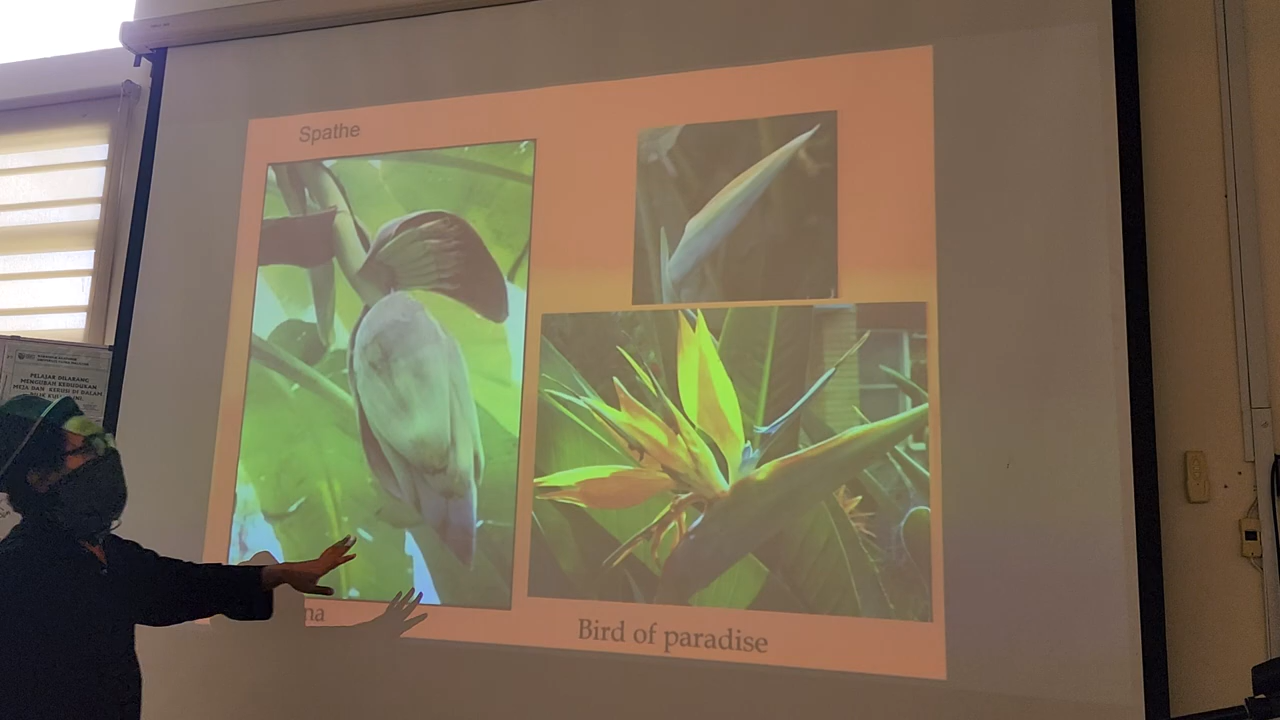 Spathe
na
Bird of paradise
PELAJAR DILARANG
MENGUBAH KEDUDUKAN
MEJA DAN KERUSI DI DALAM